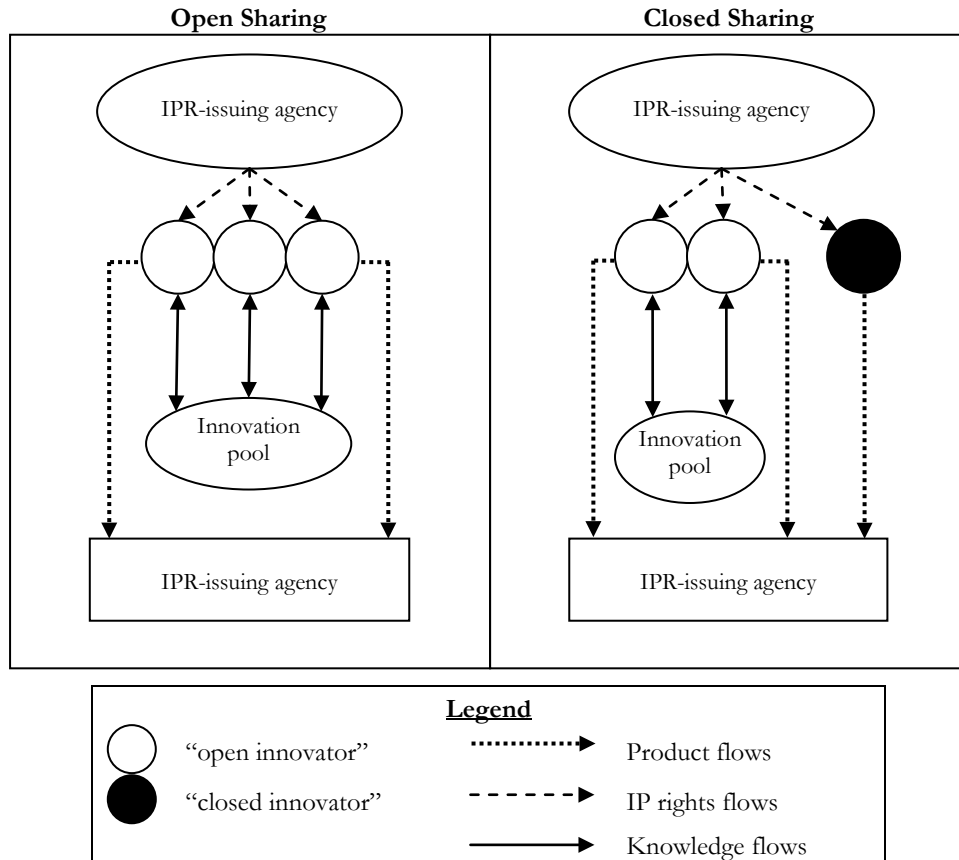 Open Sharing
Closed Sharing
IPR-issuing agency
IPR-issuing agency
Innovation
pool
Innovation
pool
IPR-issuing agency
IPR-issuing agency
Legend
“open innovator”
Product flows
“closed innovator”
IP rights flows
Knowledge flows